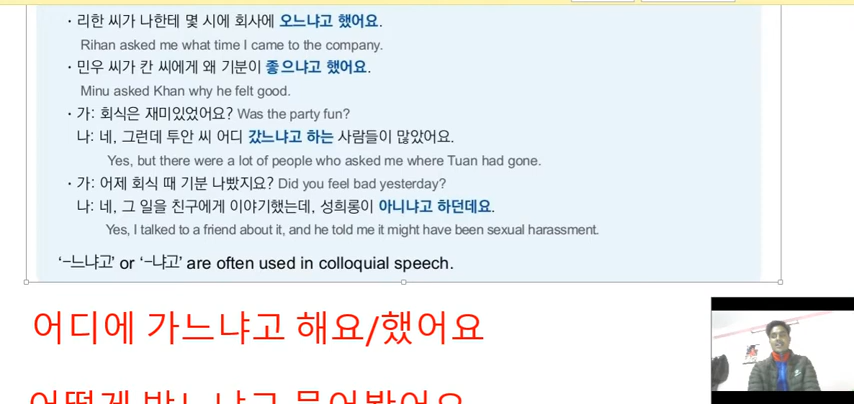 · 리한 씨가 나한테 몇 시에 회사에 오느냐고 했어요.
Rihan asked me what time I came to the company.
· 민우 씨가 칸 씨에게 왜 기분이 좋으냐고 했어요.
Minu asked Khan why he felt good.
· 가: 회식은 재미있었어요? Was the party fun?
나: 네, 그런데 투안 씨 어디 갔느냐고 하는 사람들이 많았어요.
Yes, but there were a lot of people who asked me where Tuan had gone.
· 가: 어제 회식 때 기분 나빴지요? Did you feel bad yesterday?
나: 네, 그 일을 친구에게 이야기했는데, 성희롱이 아니냐고 하던데요.
Yes, I talked to a friend about it, and he told me it might have been sexual harassment.
‘-느냐고’ or ‘-냐고’ are often used in colloquial speech.
어디에 가느냐고 해요/했어요